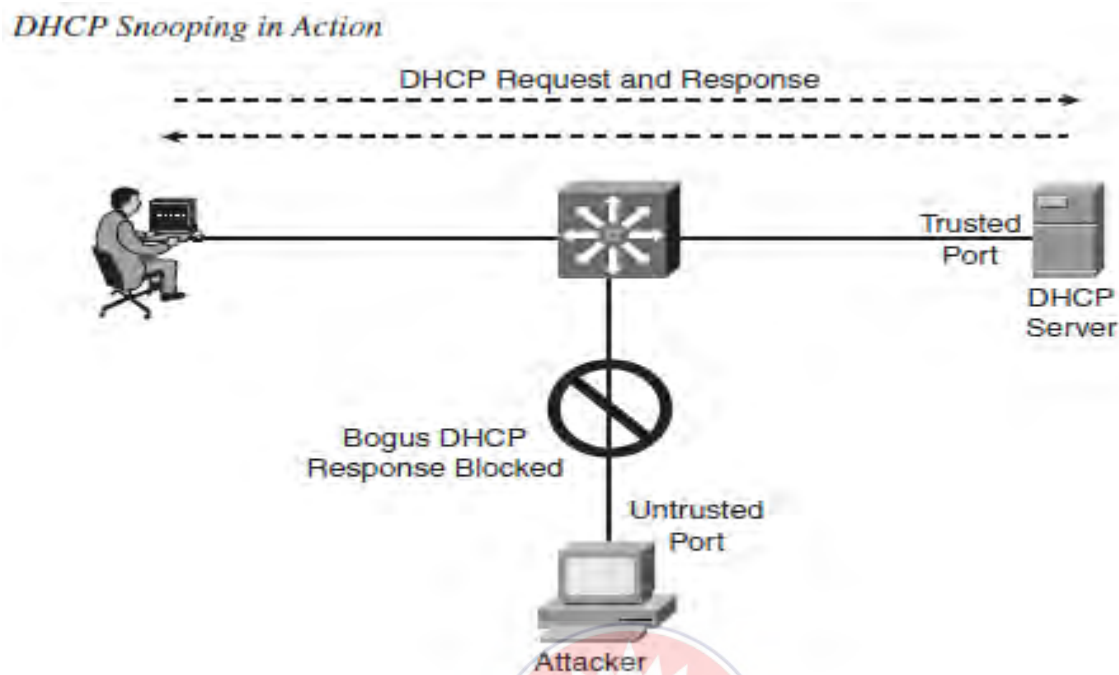 DHCP Snooping in Action
DHCP Request and Response
Trusted
Port
DHCP
Server
Bogus DHCP
Response Blocked
Untrusted
Port
Attacker